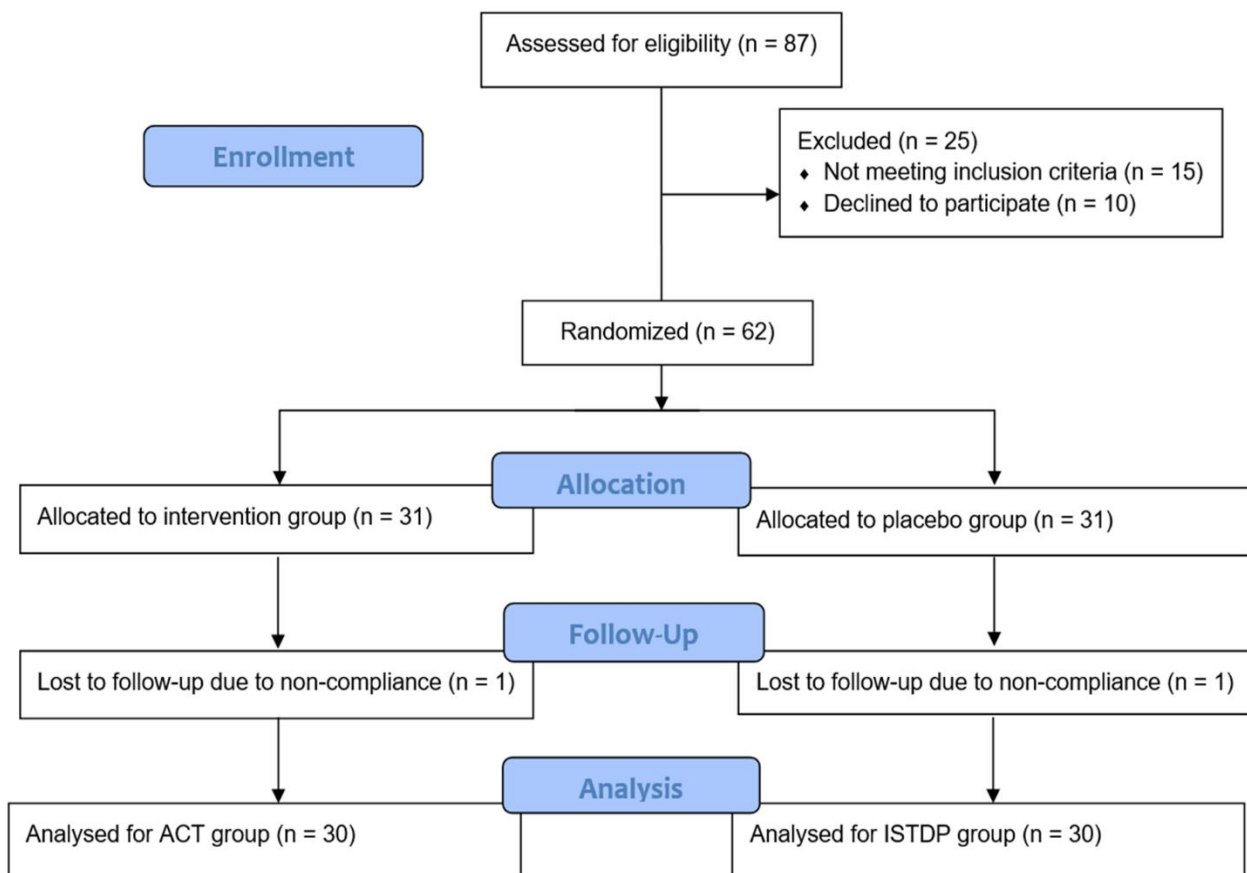 Assessed for eligibility (n = 87)
Enrollment
Excluded (n = 25)
♦ Not meeting inclusion criteria (n = 15)
♦ Declined to participate (n = 10)
Randomized (n = 62)
Allocation
Allocated to intervention group (n = 31)
Allocated to placebo group (n = 31)
Follow-Up
Lost to follow-up due to non-compliance (n = 1)
Lost to follow-up due to non-compliance (n = 1)
Analysis
Analysed for ACT group (n = 30)
Analysed for ISTDP group (n = 30)